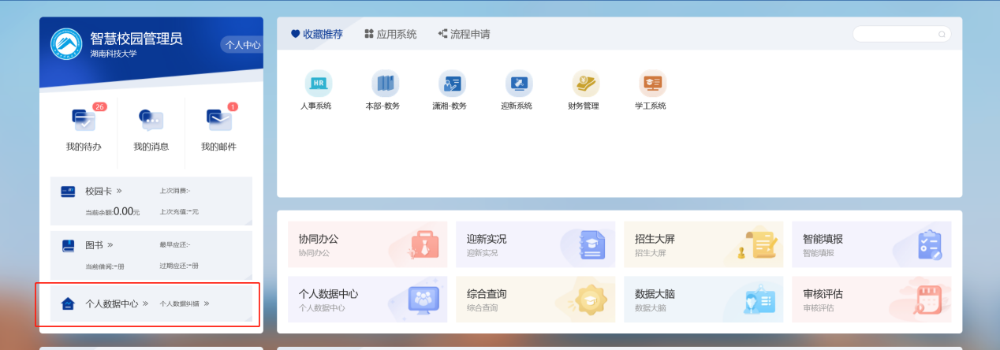 智慧校园管理员
湖南科技大学
个人中心
26
1
我的待办
我的消息
我的邮件
校园卡 »
上次消费:-
当前余额:0.00元
上次充值:-元
图书 »
最早应还:-
当前借阅:-册
过期应还:-册
个人数据中心 »
个人数据纠错 »
收藏推荐
应用系统
流程申请
HR
人事系统
本部-教务
潇湘-教务
迎新系统
财务管理
学工系统
协同办公
协同办公
迎新实况
迎新实况
招生大屏
招生大屏
智能填报
智能填报
个人数据中心
个人数据中心
综合查询
综合查询
数据大脑
数据大脑
审核评估
审核评估